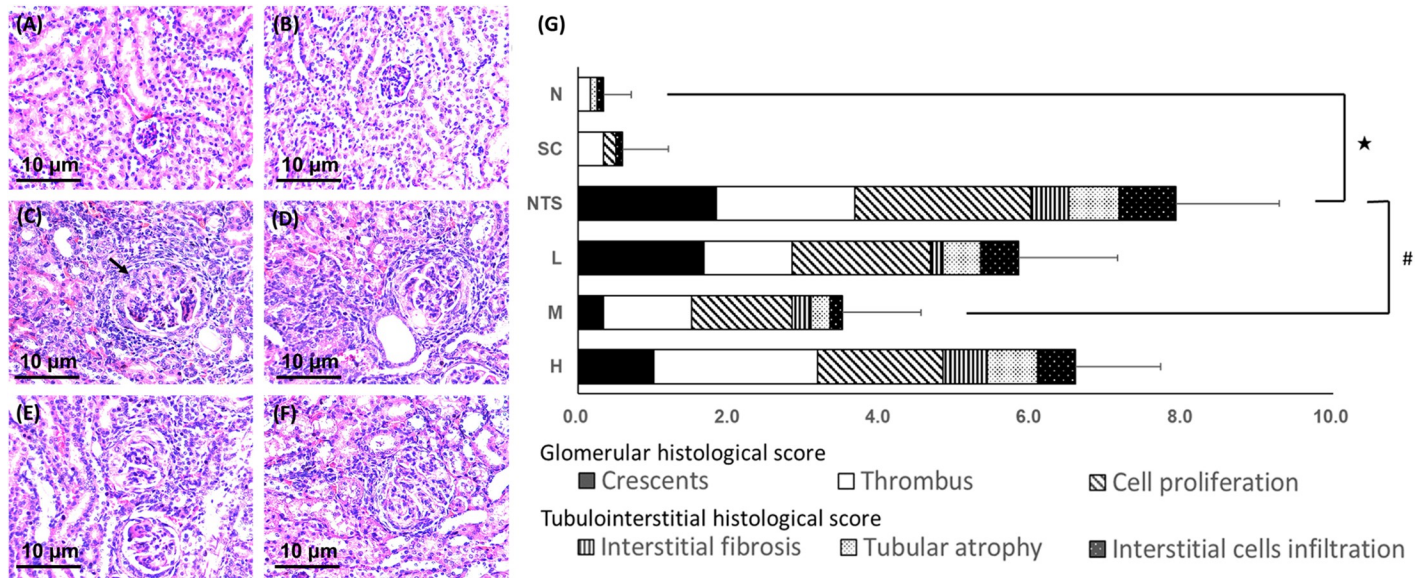 (A)
10 µm
(B)
10 µm
(C)
10 µm
(D)
10 µm
(E)
10 µm
(F)
10 µm
(G)
N
SC
NTS
L
M
H
★
#
0.0 2.0 4.0 6.0 8.0 10.0
Glomerular histological score
Crescents Thrombus Cell proliferation
Tubulointerstitial histological score
Interstitial fibrosis Tubular atrophy Interstitial cells infiltration